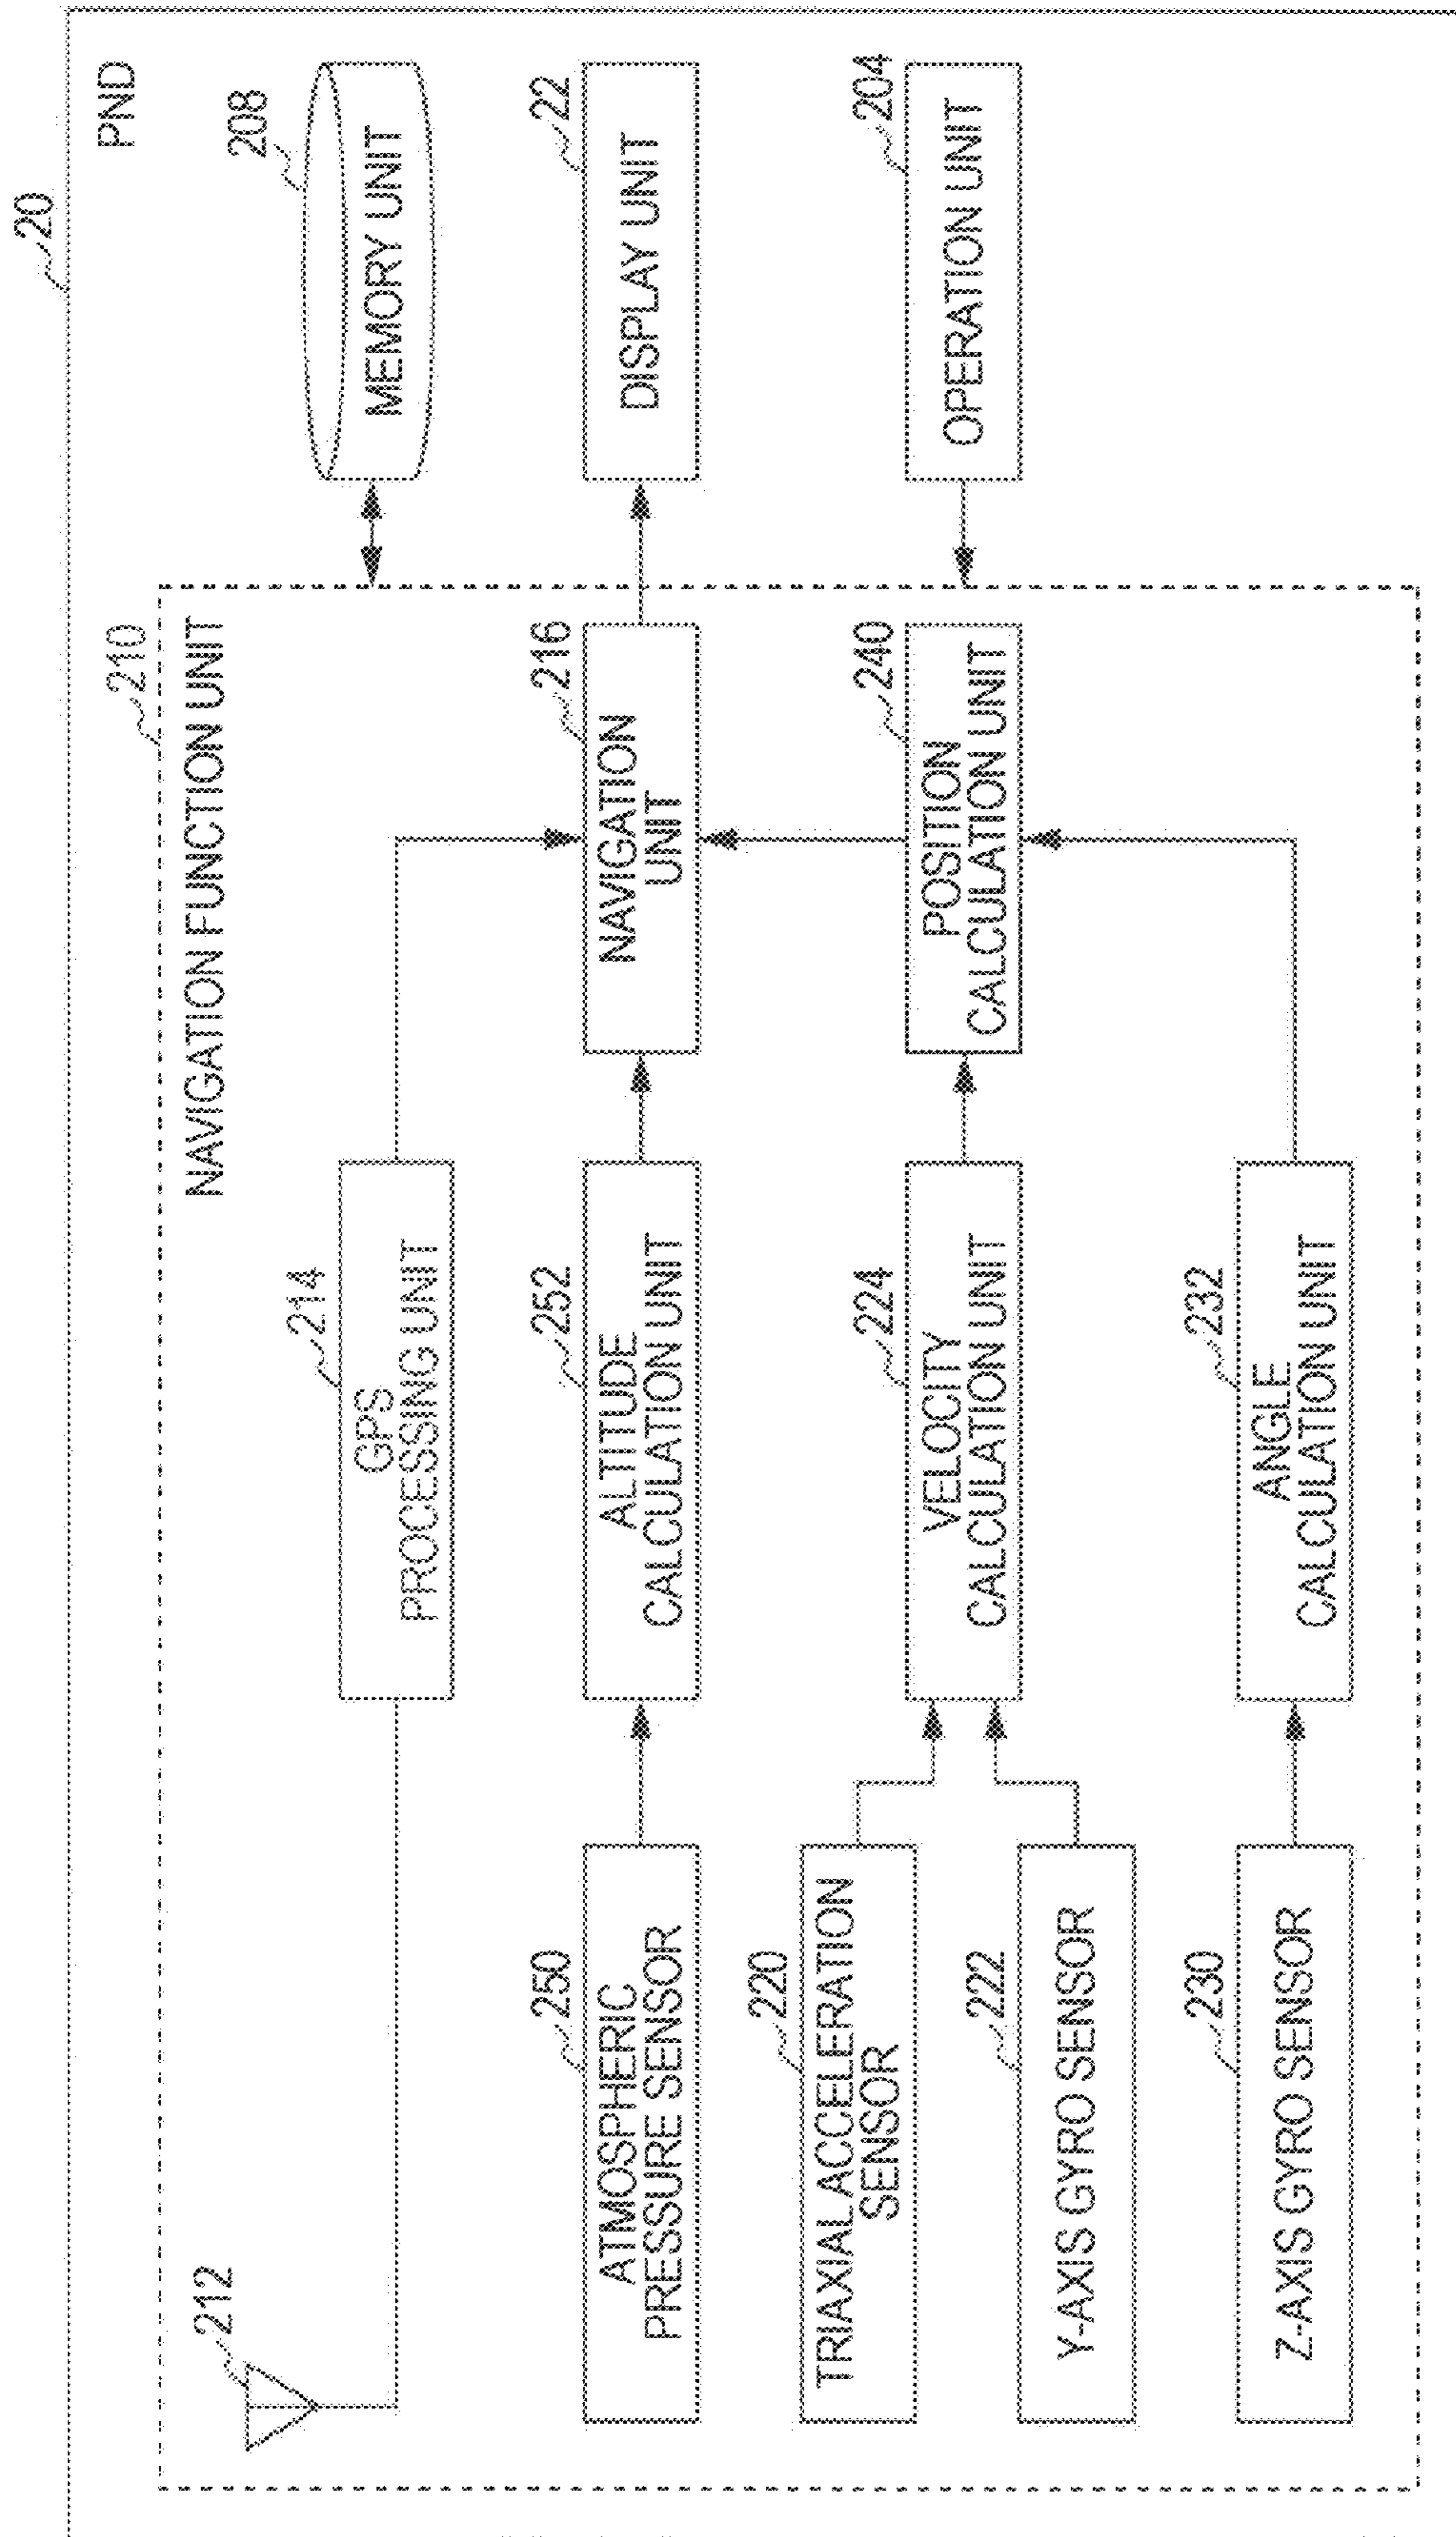 20
PND
210
NAVIGATION FUNCTION UNIT
212
214
GPS
PROCESSING UNIT
208
MEMORY UNIT
250
ATMOSPHERIC
PRESSURE SENSOR
252
ALTITUDE
CALCULATION UNIT
216
NAVIGATION
UNIT
22
DISPLAY UNIT
220
TRIAXIAL ACCELERATION
SENSOR
222
Y-AXIS GYRO SENSOR
224
VELOCITY
CALCULATION UNIT
240
POSITION
CALCULATION UNIT
204
OPERATION UNIT
230
Z-AXIS GYRO SENSOR
232
ANGLE
CALCULATION UNIT